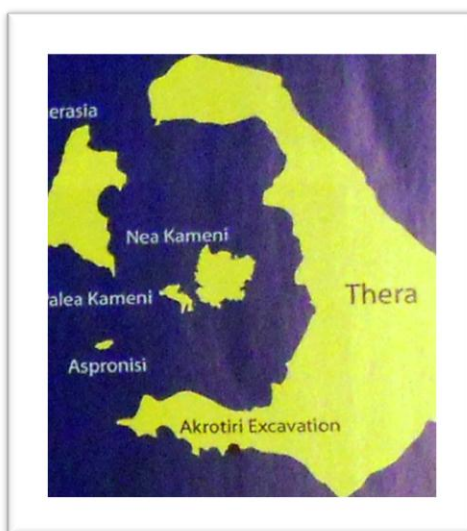 erasia
Nea Kameni
alea Kameni
Thera
Aspronisi
Akrotiri Excavation